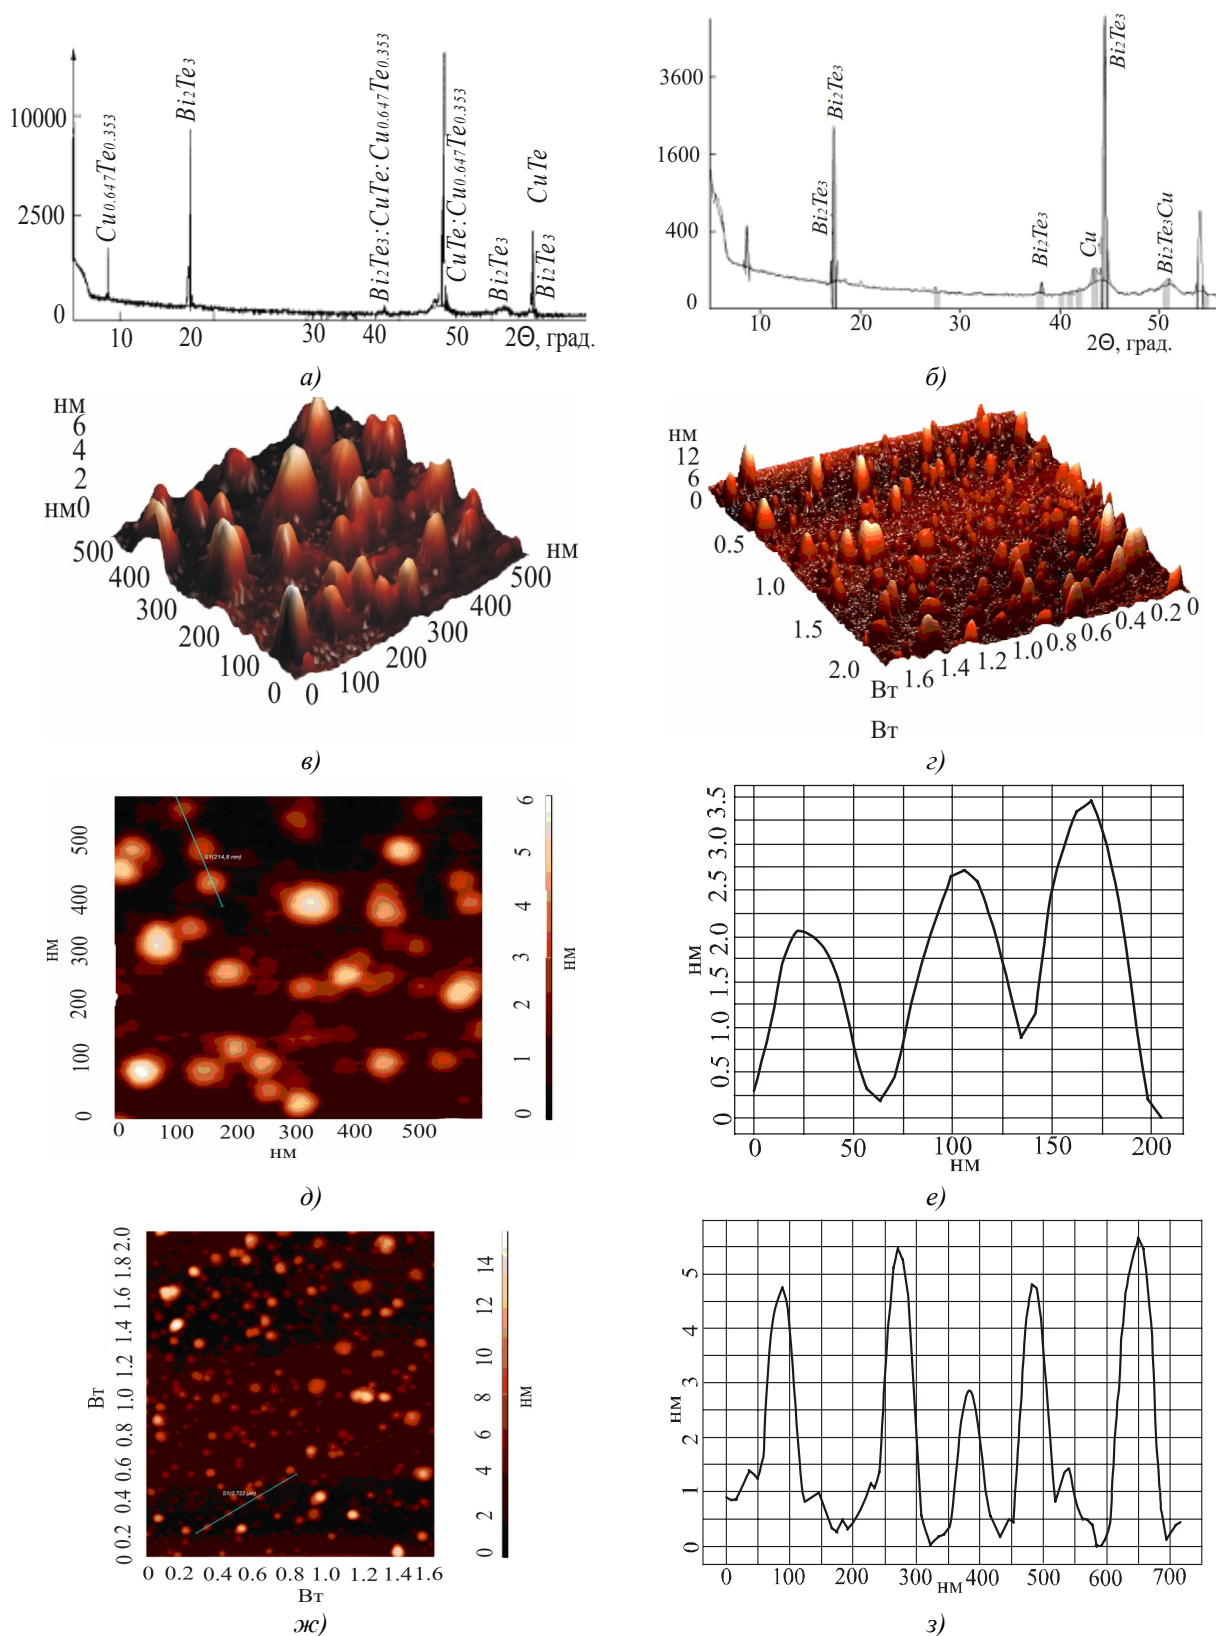 10000
2500
0
Cu0.647Te0.353
Bi2Te3
Bi2Te3:CuTe:Cu0.647Te0.353
CuTe:Cu0.647Te0.353
Bi2Te3
CuTe
Bi2Te3
10 20 30 40 50 2Θ, град.
а)
3600
1600
400
0
Bi2Te3
Bi2Te3
Bi2Te3
Cu
Bi2Te3
Bi2Te3Cu
10 20 30 40 50
2Θ, град.
б)
нм
6
4
2
нм0
500
400
300
200
100
0
0
100
200
300
400
500
нм
в)
нм
12
6
0
0.5
1.0
1.5
2.0
Вт
1.6 1.4 1.2 1.0 0.8 0.6 0.4 0.2 0
Вт
г)
500
400
300
200
100
0
нм
S1(214,8 nm)
0 100 200 300 400 500
нм
6
5
4
3
2
1
0
нм
д)
3.5
3.0
2.5
2.0
1.5
1.0
0.5
0
нм
0 50 100 150 200
нм
е)
2.0
1.8
1.6
1.4
1.2
1.0
0.8
0.6
0.4
0.2
0
Вт
S1(0,722 μm)
0 0.2 0.4 0.6 0.8 1.0 1.2 1.4 1.6
Вт
14
12
10
8
6
4
2
0
нм
ж)
5
4
3
2
1
0
нм
0 100 200 300 400 500 600 700
нм
з)